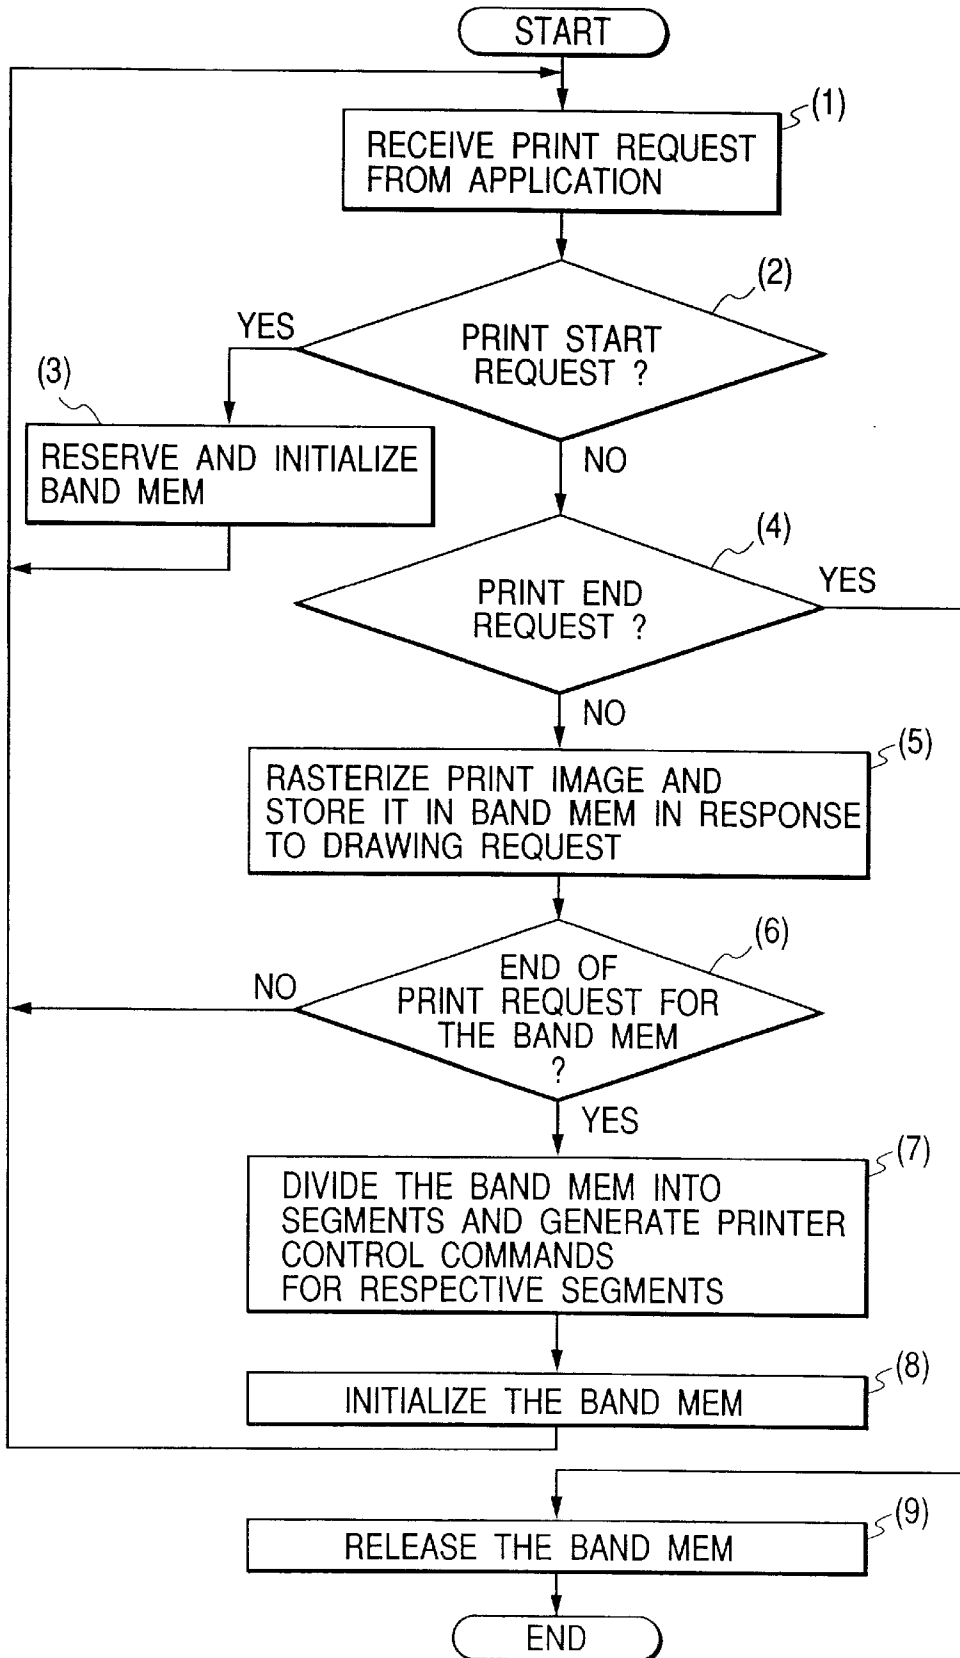 START
(1)
RECEIVE PRINT REQUEST
FROM APPLICATION
(2)
YES
PRINT START
REQUEST ?
(3)
RESERVE AND INITIALIZE
BAND MEM
NO
(4)
YES
PRINT END
REQUEST ?
NO
(5)
RASTERIZE PRINT IMAGE AND
STORE IT IN BAND MEM IN RESPONSE
TO DRAWING REQUEST
(6)
NO
END OF
PRINT REQUEST FOR
THE BAND MEM
?
YES
(7)
DIVIDE THE BAND MEM INTO
SEGMENTS AND GENERATE PRINTER
CONTROL COMMANDS
FOR RESPECTIVE SEGMENTS
(8)
INITIALIZE THE BAND MEM
(9)
RELEASE THE BAND MEM
END